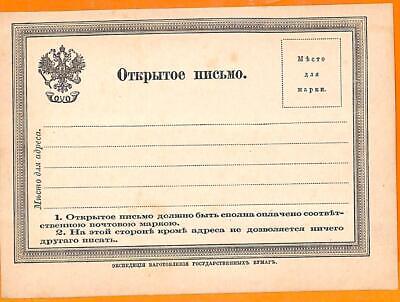 Открытое письмо.
Мѣсто
для
марки.
Мѣсто для адреса.
1. Открытое письмо должно быть сполна оплачено соотвѣт-
ственною почтовою маркою.
2. На этой сторонѣ кромѣ адреса не дозволяется ничего
другаго писать.
ЭКСПЕДИЦІЯ ЗАГОТОВЛЕНІЯ ГОСУДАРСТВЕННЫХЪ БУМАГЪ.